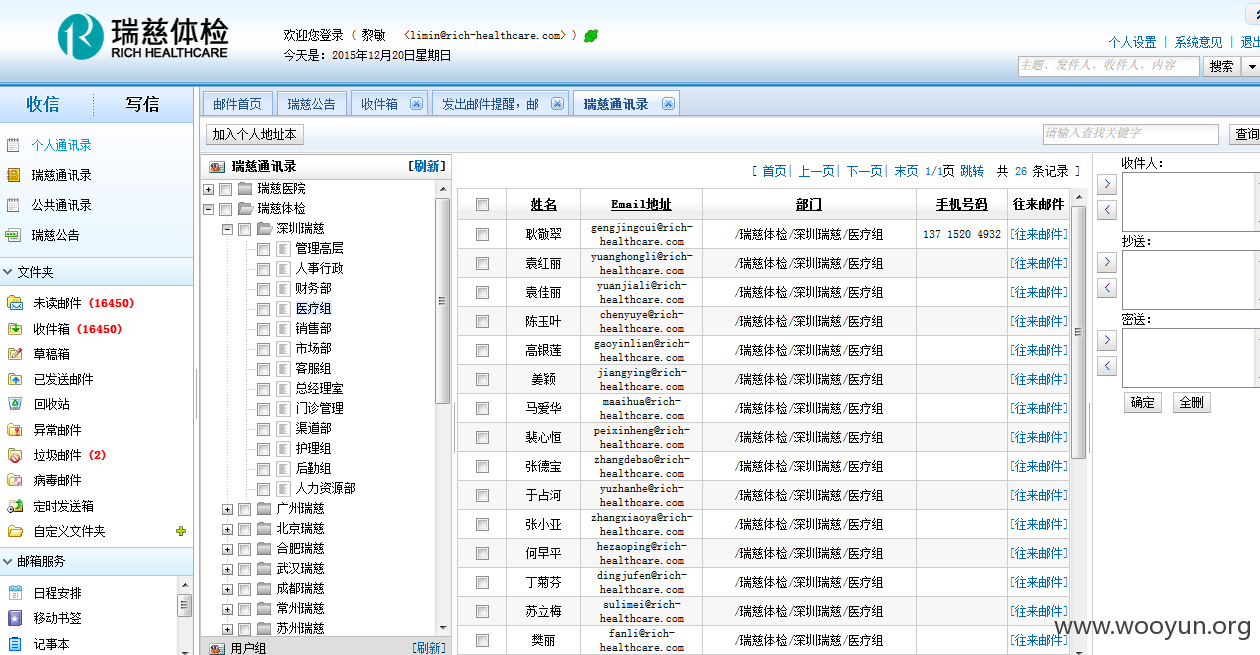 瑞慈体检
RICH HEALTHCARE
欢迎您登录（ 黎敏 〈limin@rich-healthcare.com〉）
今天是：2015年12月20日星期日
个人设置 | 系统意见 | 退出
主题、发件人、收件人、内容 搜索
收信 写信
邮件首页 瑞慈公告 收件箱 发出邮件提醒，邮 瑞慈通讯录
加入个人地址本 请输入查找关键字 查询
个人通讯录
瑞慈通讯录
公共通讯录
瑞慈公告
文件夹
未读邮件 (16450)
收件箱 (16450)
草稿箱
已发送邮件
回收站
异常邮件
垃圾邮件 (2)
病毒邮件
定时发送箱
自定义文件夹
邮箱服务
日程安排
移动书签
记事本
瑞慈通讯录 [刷新]
瑞慈医院
瑞慈体检
深圳瑞慈
管理高层
人事行政
财务部
医疗组
销售部
市场部
客服组
总经理室
门诊管理
渠道部
护理组
后勤组
人力资源部
广州瑞慈
北京瑞慈
合肥瑞慈
武汉瑞慈
成都瑞慈
常州瑞慈
苏州瑞慈
用户组 [刷新]
[ 首页| 上一页| 下一页| 末页 1/1页 跳转 共 26 条记录 ]
姓名 Email地址 部门 手机号码 往来邮件
耿敬翠 gengjingcui@rich-healthcare.com /瑞慈体检/深圳瑞慈/医疗组 137 1520 4932 [往来邮件]
袁红丽 yuanghongli@rich-healthcare.com /瑞慈体检/深圳瑞慈/医疗组 [往来邮件]
袁佳丽 yuanjiali@rich-healthcare.com /瑞慈体检/深圳瑞慈/医疗组 [往来邮件]
陈玉叶 chenyuye@rich-healthcare.com /瑞慈体检/深圳瑞慈/医疗组 [往来邮件]
高银莲 gaoyinlian@rich-healthcare.com /瑞慈体检/深圳瑞慈/医疗组 [往来邮件]
姜颖 jiangying@rich-healthcare.com /瑞慈体检/深圳瑞慈/医疗组 [往来邮件]
马爱华 maaihua@rich-healthcare.com /瑞慈体检/深圳瑞慈/医疗组 [往来邮件]
裴心恒 peixinheng@rich-healthcare.com /瑞慈体检/深圳瑞慈/医疗组 [往来邮件]
张德宝 zhangdebao@rich-healthcare.com /瑞慈体检/深圳瑞慈/医疗组 [往来邮件]
于占河 yuzhanhe@rich-healthcare.com /瑞慈体检/深圳瑞慈/医疗组 [往来邮件]
张小亚 zhangxiaoya@rich-healthcare.com /瑞慈体检/深圳瑞慈/医疗组 [往来邮件]
何早平 hezaoping@rich-healthcare.com /瑞慈体检/深圳瑞慈/医疗组 [往来邮件]
丁菊芬 dingjufen@rich-healthcare.com /瑞慈体检/深圳瑞慈/医疗组 [往来邮件]
苏立梅 sulimei@rich-healthcare.com /瑞慈体检/深圳瑞慈/医疗组 [往来邮件]
樊丽 fanli@rich-healthcare.com /瑞慈体检/深圳瑞慈/医疗组 [往来邮件]
收件人：
抄送：
密送：
确定 全删
www.wooyun.org